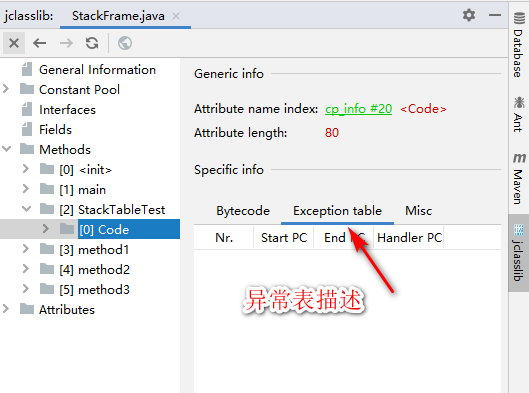 jclasslib: StackFrame.java
General Information
Constant Pool
Interfaces
Fields
Methods
[0] <init>
[1] main
[2] StackTableTest
[0] Code
[3] method1
[4] method2
[5] method3
Attributes
Generic info
Attribute name index: cp_info #20 <Code>
Attribute length: 80
Specific info
Bytecode Exception table Misc
Nr. Start PC End PC Handler PC
异常表描述
Database
Ant
Maven
jclasslib